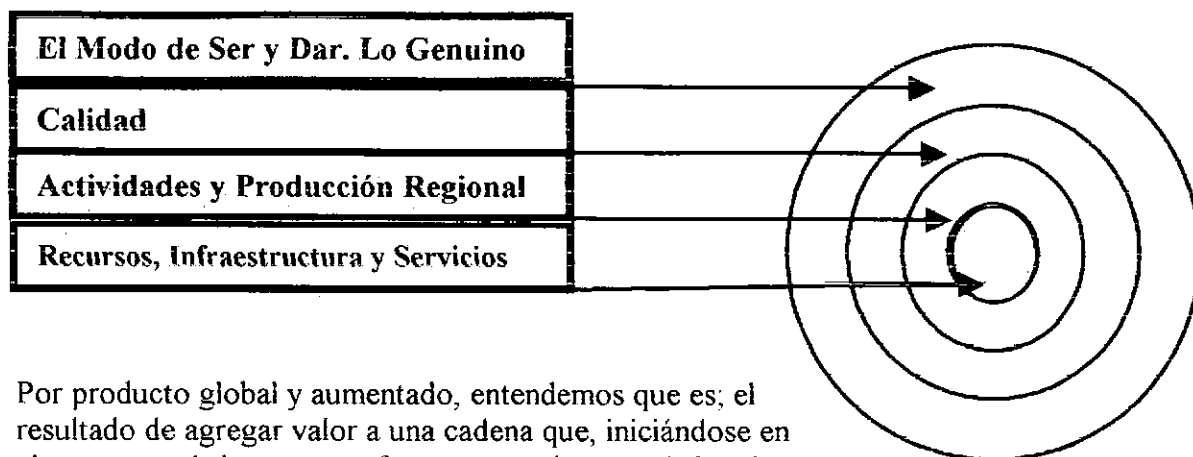 El Modo de Ser y Dar. Lo Genuino
Calidad
Actividades y Producción Regional
Recursos, Infraestructura y Servicios
Por producto global y aumentado, entendemos que es; el
resultado de agregar valor a una cadena que, iniciándose en